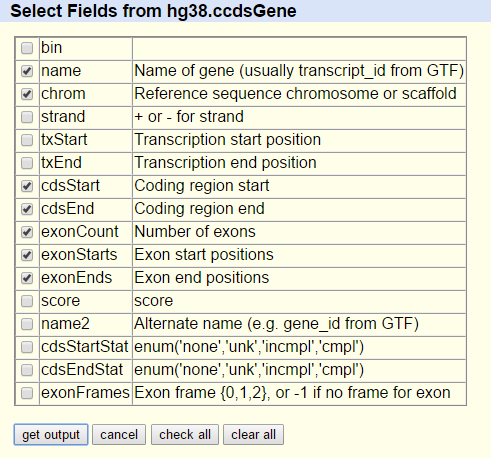 Select Fields from hg38.ccdsGene
bin
name Name of gene (usually transcript_id from GTF)
chrom Reference sequence chromosome or scaffold
strand + or - for strand
txStart Transcription start position
txEnd Transcription end position
cdsStart Coding region start
cdsEnd Coding region end
exonCount Number of exons
exonStarts Exon start positions
exonEnds Exon end positions
score score
name2 Alternate name (e.g. gene_id from GTF)
cdsStartStat enum('none','unk','incmpl','cmpl')
cdsEndStat enum('none','unk','incmpl','cmpl')
exonFrames Exon frame {0,1,2}, or -1 if no frame for exon
get output cancel check all clear all